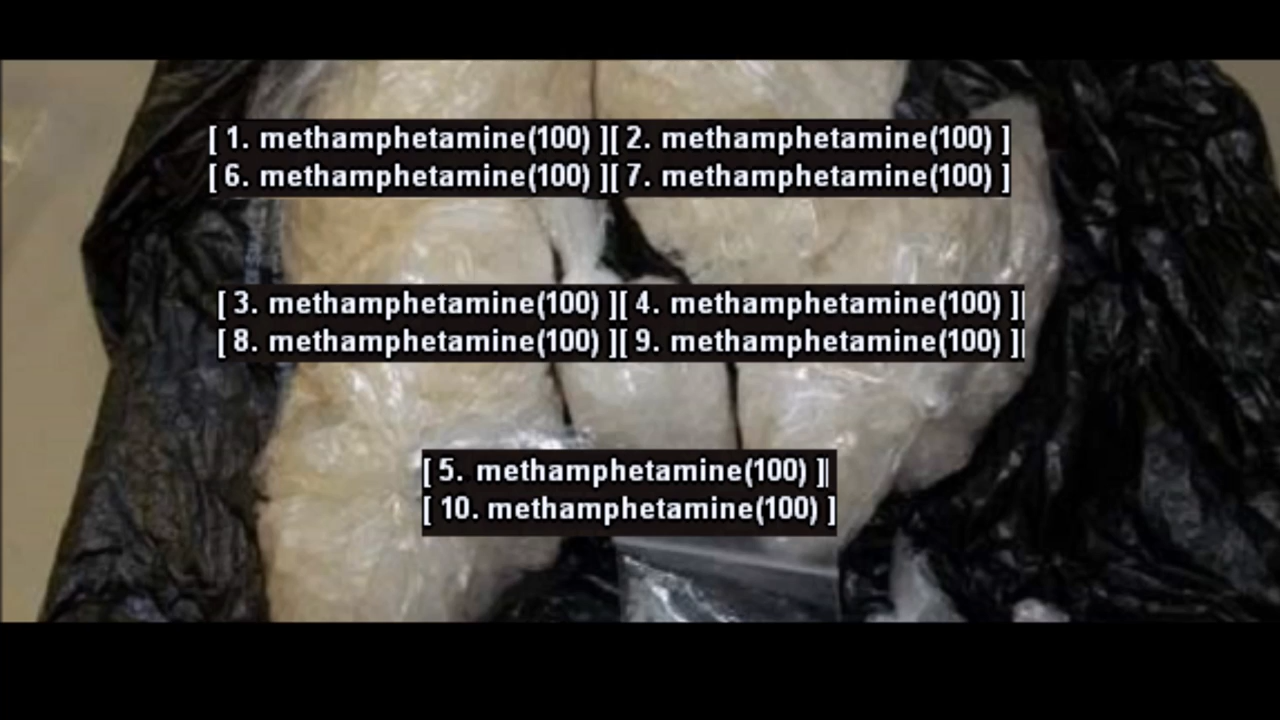 [ 1. methamphetamine(100) ][ 2. methamphetamine(100) ]
[ 6. methamphetamine(100) ][ 7. methamphetamine(100) ]
[ 3. methamphetamine(100) ][ 4. methamphetamine(100) ]
[ 8. methamphetamine(100) ][ 9. methamphetamine(100) ]
[ 5. methamphetamine(100) ]
[ 10. methamphetamine(100) ]